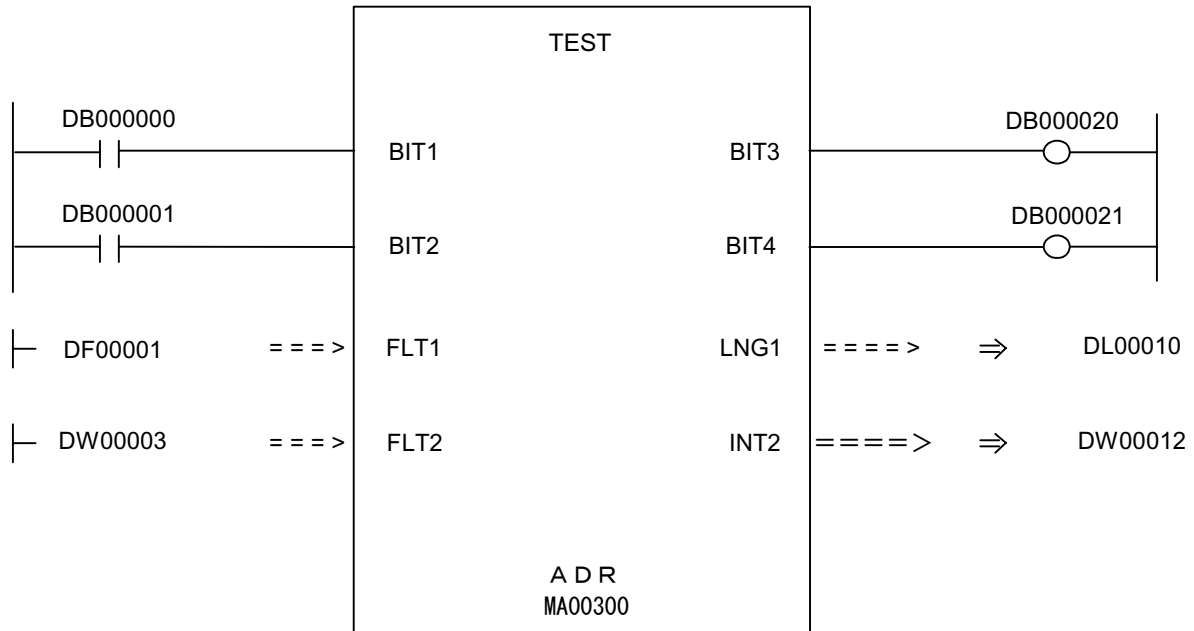 TEST
DB000000
BIT1
BIT3
DB000020
DB000001
BIT2
BIT4
DB000021
DF00001 ===> FLT1
LNG1 ====> ⇒ DL00010
DW00003 ===> FLT2
INT2 ====> ⇒ DW00012
ADR
MA00300